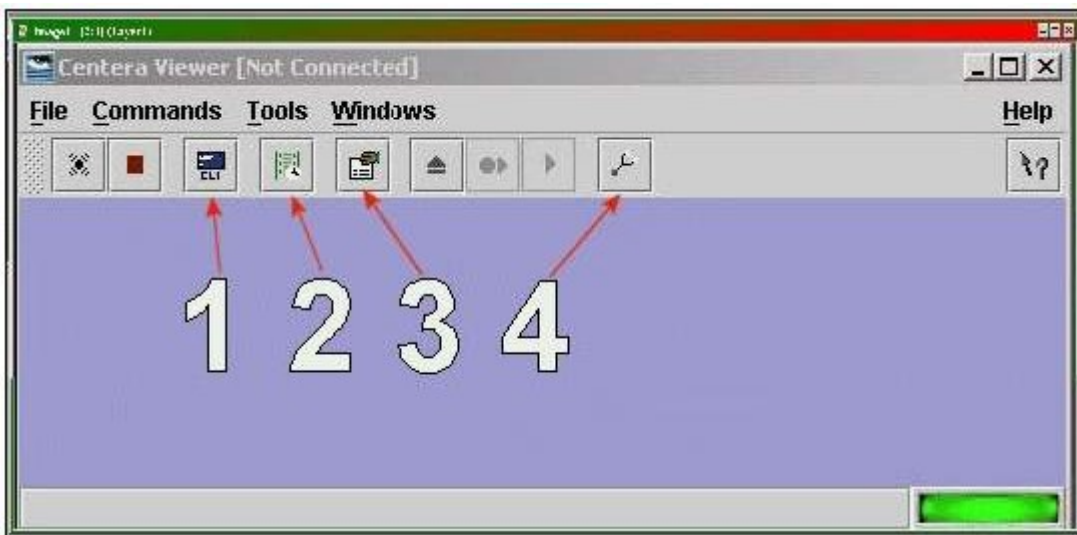 Centera Viewer [Not Connected]
File Commands Tools Windows Help
CLI
?
1 2 3 4